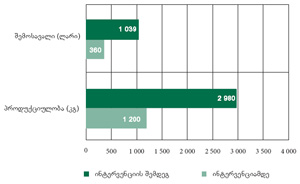 შემოსავალი (ლარი)
1 039
360
პროდუქციულობა (კგ)
2 980
1 200
0 500 1 000 1 500 2 000 2 500 3 000 3 500 4 000
ინტერვენციის შემდეგ ინტერვენციამდე